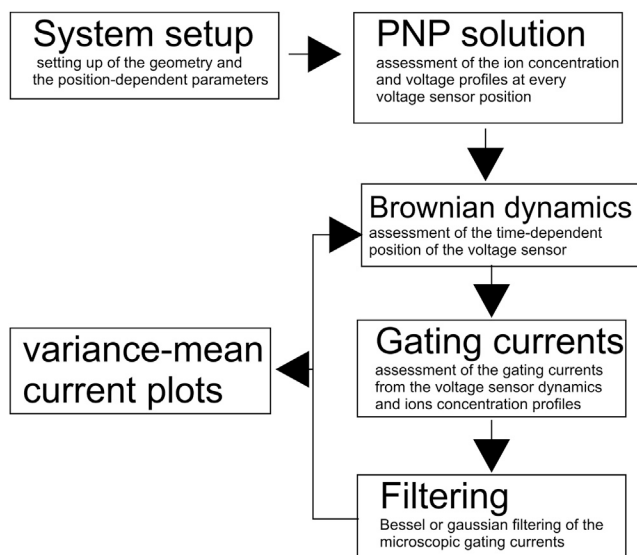 System setup
setting up of the geometry and
the position-dependent parameters
PNP solution
assessment of the ion concentration
and voltage profiles at every
voltage sensor position
Brownian dynamics
assessment of the time-dependent
position of the voltage sensor
Gating currents
assessment of the gating currents
from the voltage sensor dynamics
and ions concentration profiles
variance-mean
current plots
Filtering
Bessel or gaussian filtering of the
microscopic gating currents